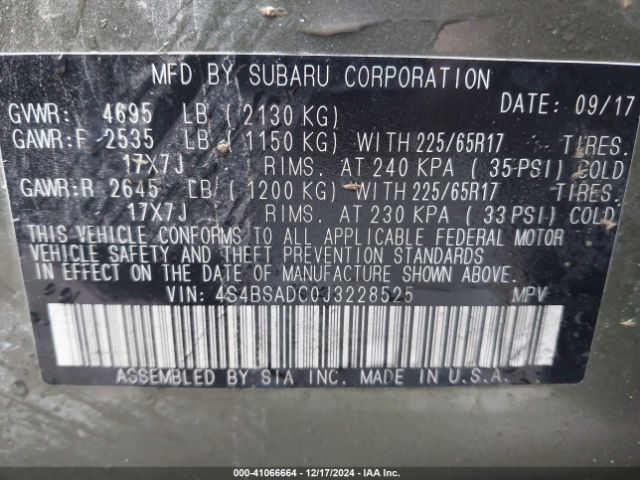 MFD BY SUBARU CORPORATION
GVWR: 4695 LB ( 2130 KG) DATE: 09/17
GAWR:F 2535 LB ( 1150 KG) WITH 225/65R17 TIRES.
17X7J RIMS. AT 240 KPA ( 35 PSI) COLD
GAWR:R 2645 LB ( 1200 KG) WITH 225/65R17 TIRES.
17X7J RIMS. AT 230 KPA ( 33 PSI) COLD
THIS VEHICLE CONFORMS TO ALL APPLICABLE FEDERAL MOTOR
VEHICLE SAFETY AND THEFT PREVENTION STANDARDS
IN EFFECT ON THE DATE OF MANUFACTURE SHOWN ABOVE.
VIN: 4S4BSADC0J3228525 MPV
ASSEMBLED BY SIA INC. MADE IN U.S.A.
000-41066664 - 12/17/2024 - IAA Inc.